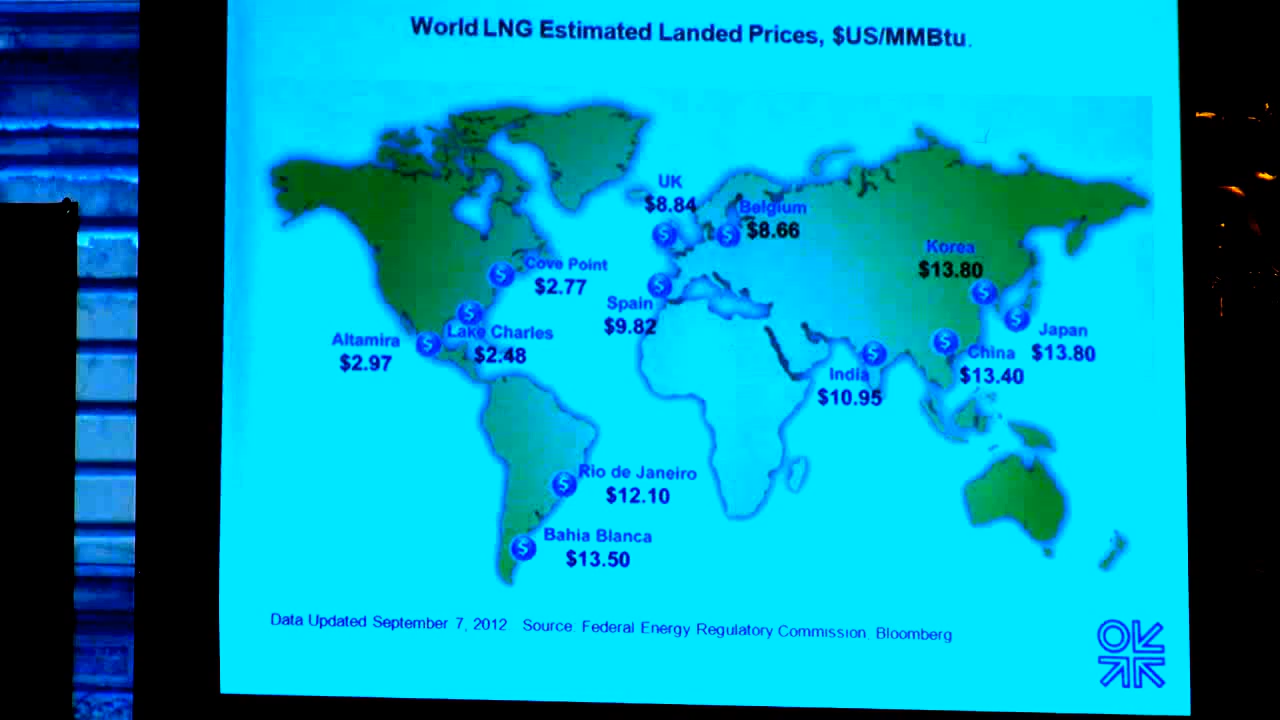 World LNG Estimated Landed Prices, $US/MMBtu.
UK
$8.84
Belgium
$8.66
Korea
$13.80
Cove Point
$2.77
Spain
$9.82
Altamira
$2.97
Lake Charles
$2.48
Japan
$13.80
China
$13.40
India
$10.95
Rio de Janeiro
$12.10
Bahia Blanca
$13.50
Data Updated September 7, 2012 Source: Federal Energy Regulatory Commission, Bloomberg